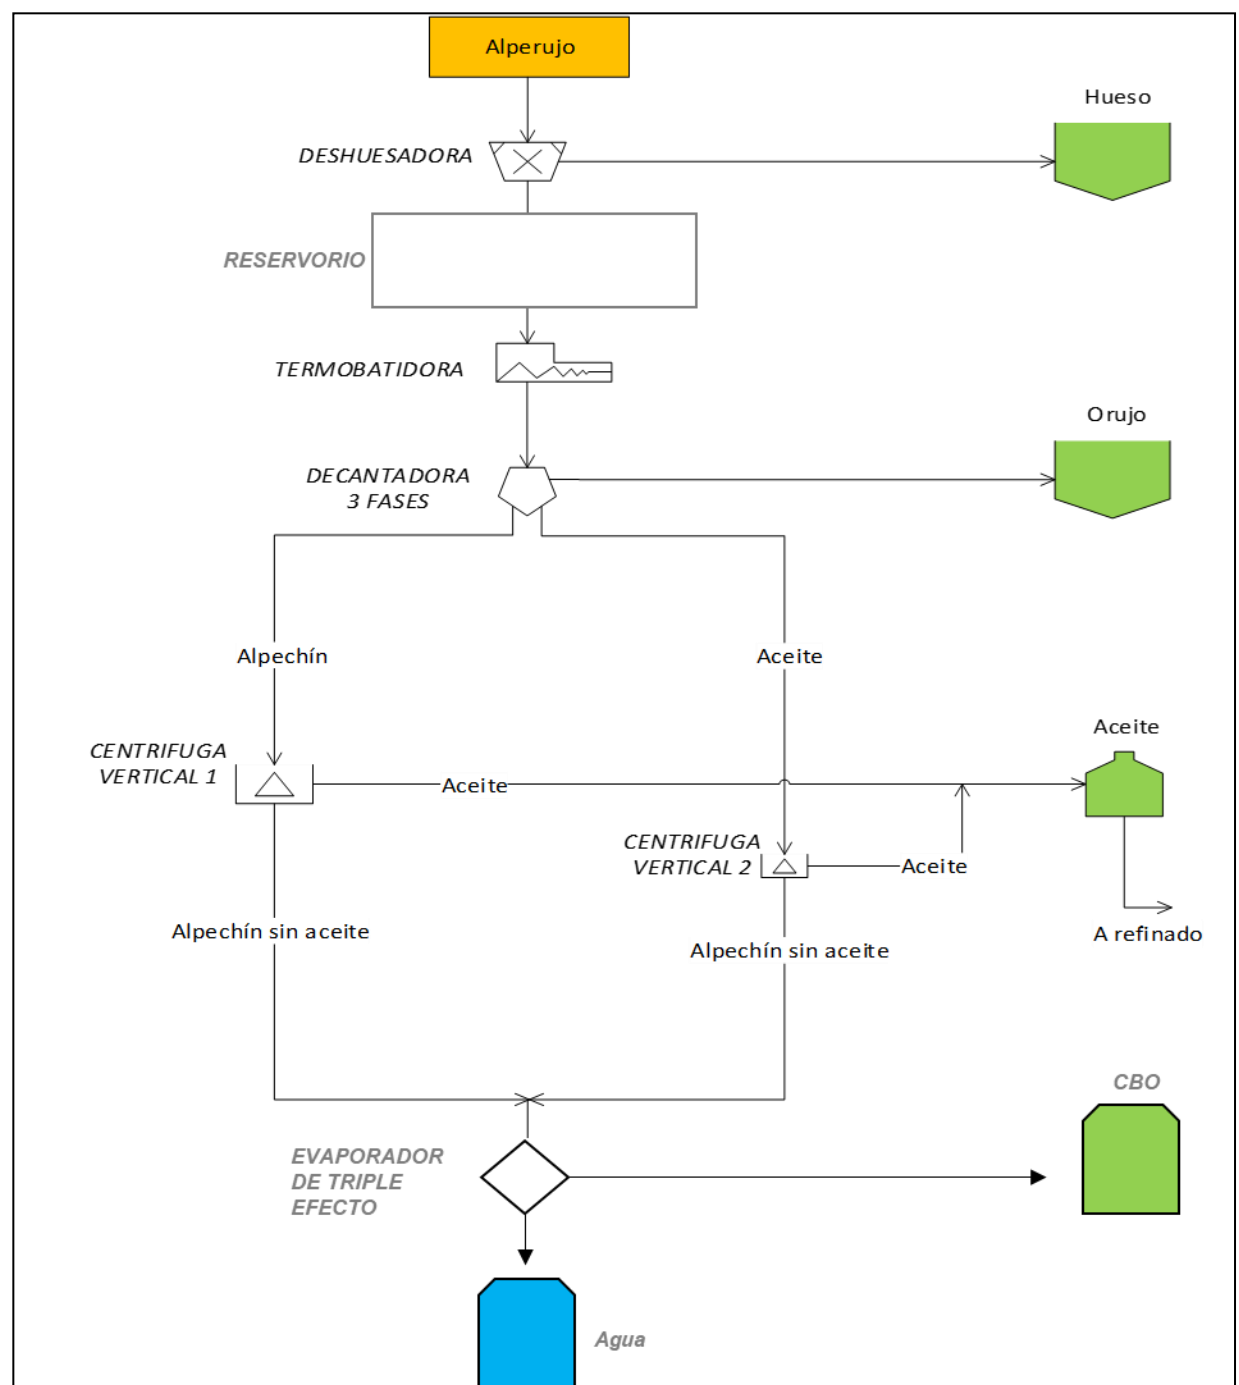 Alperujo
Hueso
DESHUESADORA
RESERVORIO
TERMOBATIDORA
Orujo
DECANTADORA
3 FASES
Alpechín
Aceite
Aceite
CENTRIFUGA
VERTICAL 1
Aceite
CENTRIFUGA
VERTICAL 2
Aceite
Alpechín sin aceite
A refinado
Alpechín sin aceite
CBO
EVAPORADOR
DE TRIPLE
EFECTO
Agua